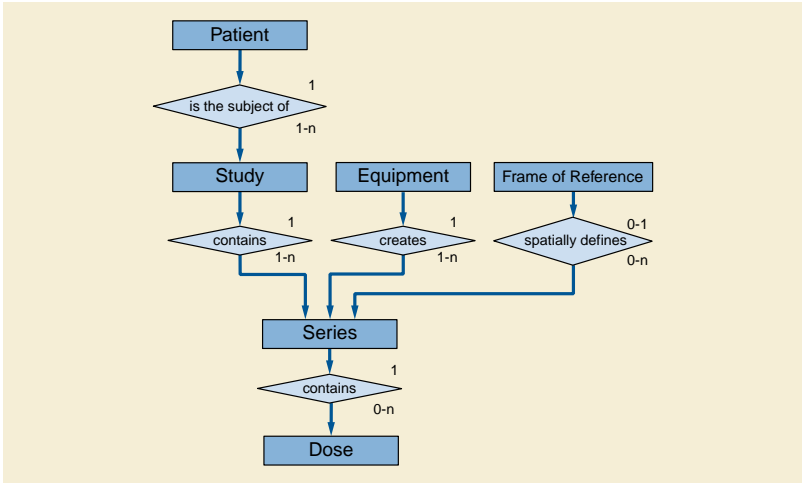 Patient
1
is the subject of
1-n
Study
Equipment
Frame of Reference
1
1
0-1
contains
creates
spatially defines
1-n
1-n
0-n
Series
1
contains
0-n
Dose